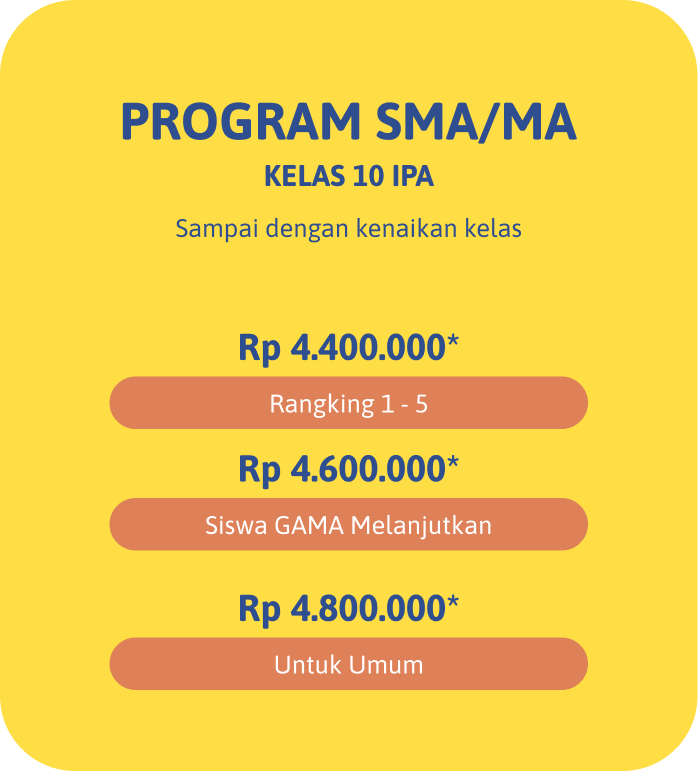 PROGRAM SMA/MA
KELAS 10 IPA
Sampai dengan kenaikan kelas
Rp 4.400.000*
Rangking 1 - 5
Rp 4.600.000*
Siswa GAMA Melanjutkan
Rp 4.800.000*
Untuk Umum